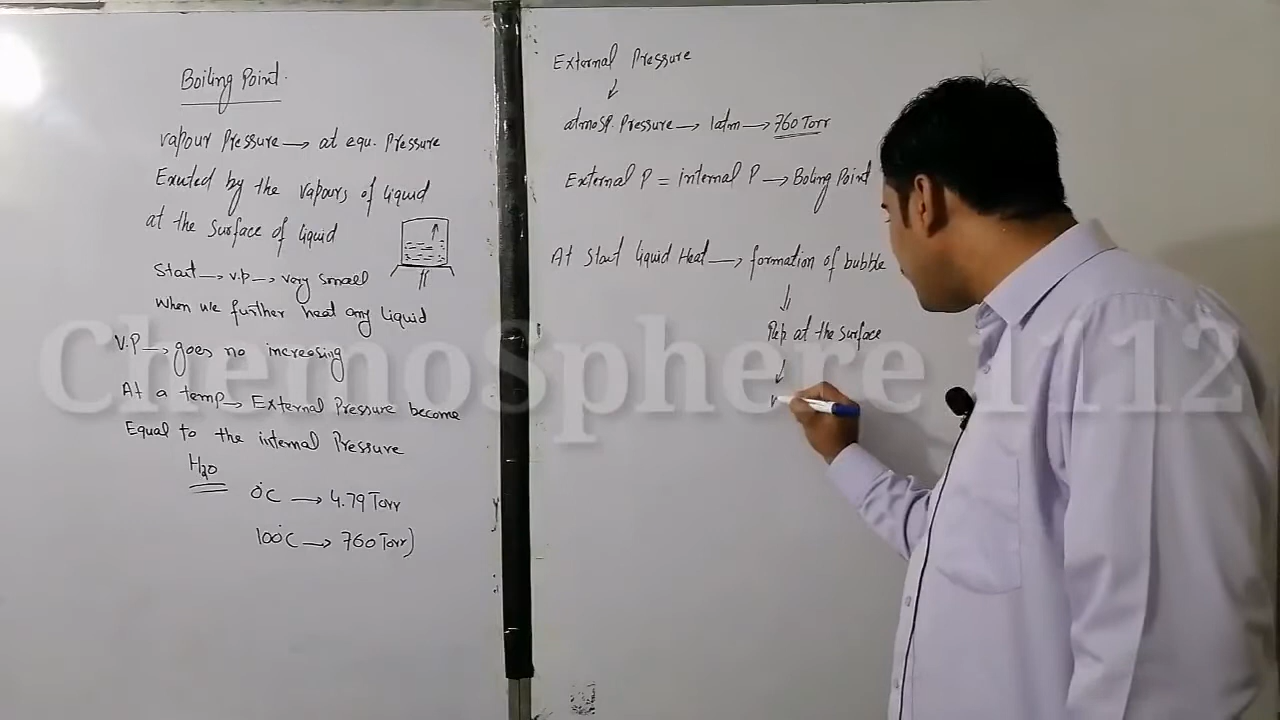 Boiling Point.
Vapour Pressure → at equ. Pressure
Exerted by the vapours of liquid
at the surface of liquid
Start → v.p → very small
When we further heat any liquid
V.P → goes no increasing
At a temp → External Pressure become
Equal to the internal Pressure
H2O
0°C → 4.79 Torr
100°C → 760 Torr)
External Pressure
atmosp. Pressure → 1atm → 760 Torr
External P = internal P → Boling Point
At Start liquid Heat → formation of bubble
at the surface
ChemoSphere 1112